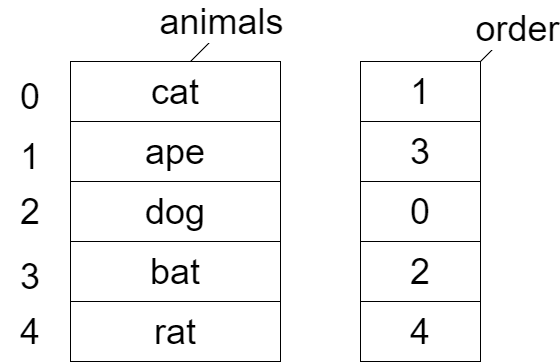 animals order
0 cat 1
1 ape 3
2 dog 0
3 bat 2
4 rat 4